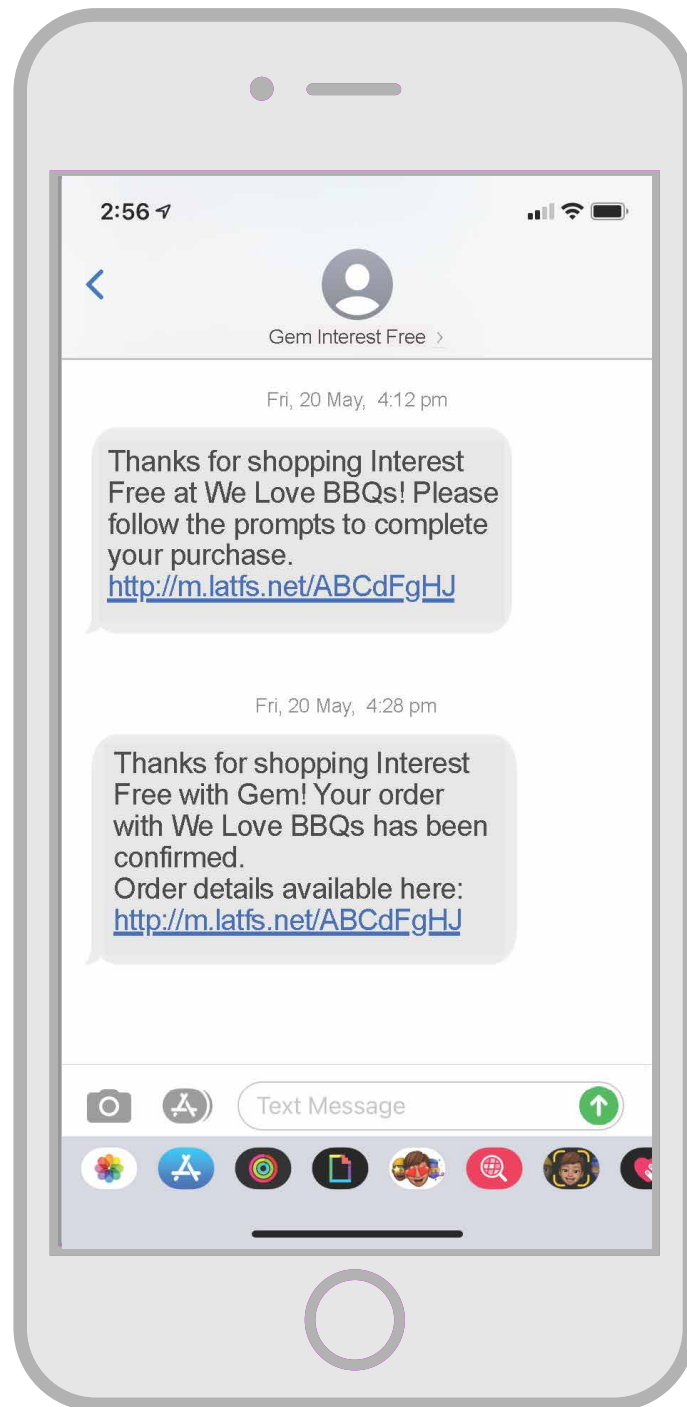 2:56
Gem Interest Free
Fri, 20 May, 4:12 pm
Thanks for shopping Interest
Free at We Love BBQs! Please
follow the prompts to complete
your purchase.
http://m.latfs.net/ABCdFgHJ
Fri, 20 May, 4:28 pm
Thanks for shopping Interest
Free with Gem! Your order
with We Love BBQs has been
confirmed.
Order details available here:
http://m.latfs.net/ABCdFgHJ
Text Message